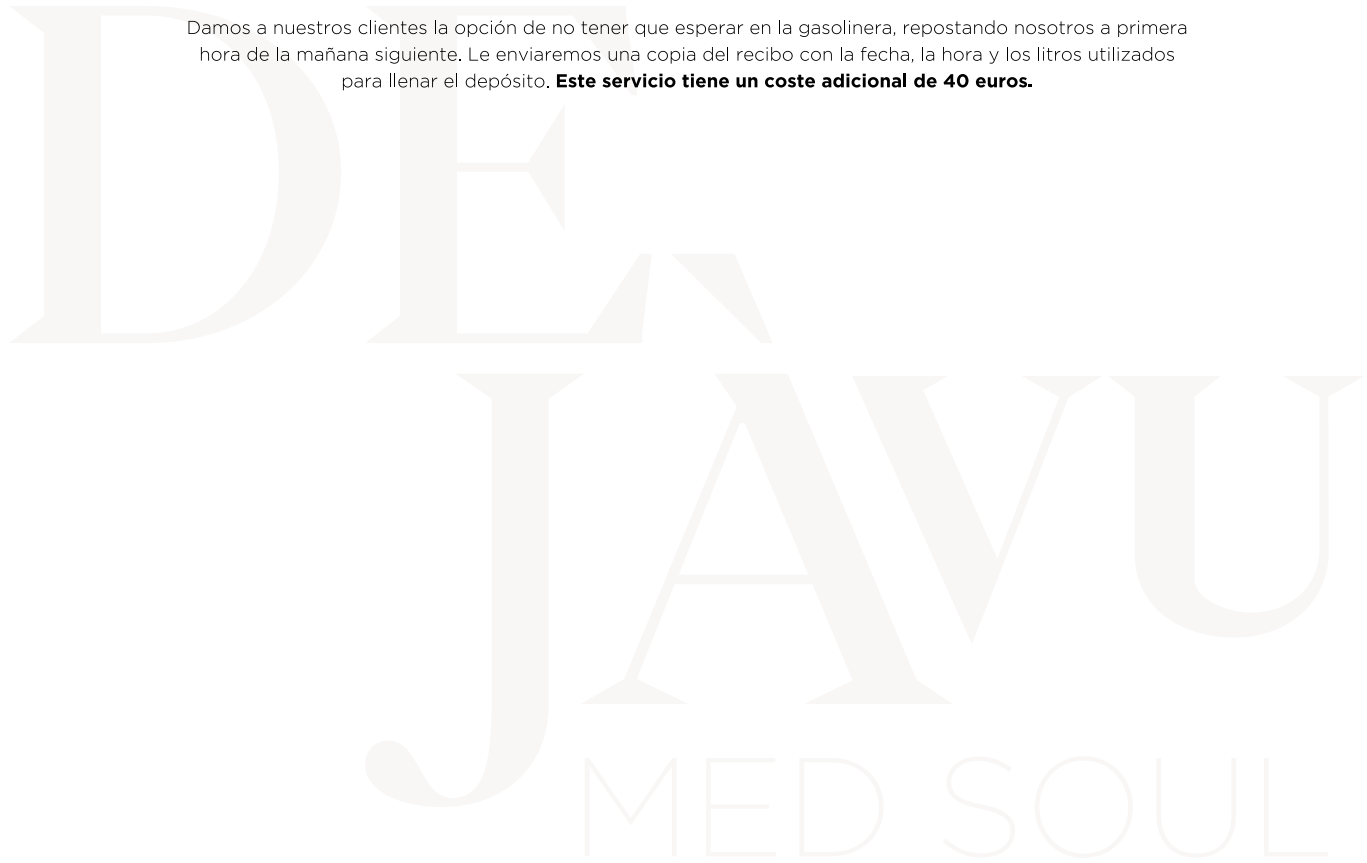 Damos a nuestros clientes la opción de no tener que esperar en la gasolinera, repostando nosotros a primera
hora de la mañana siguiente. Le enviaremos una copia del recibo con la fecha, la hora y los litros utilizados
para llenar el depósito. Este servicio tiene un coste adicional de 40 euros.
DE
JÀVU
MED SOUL